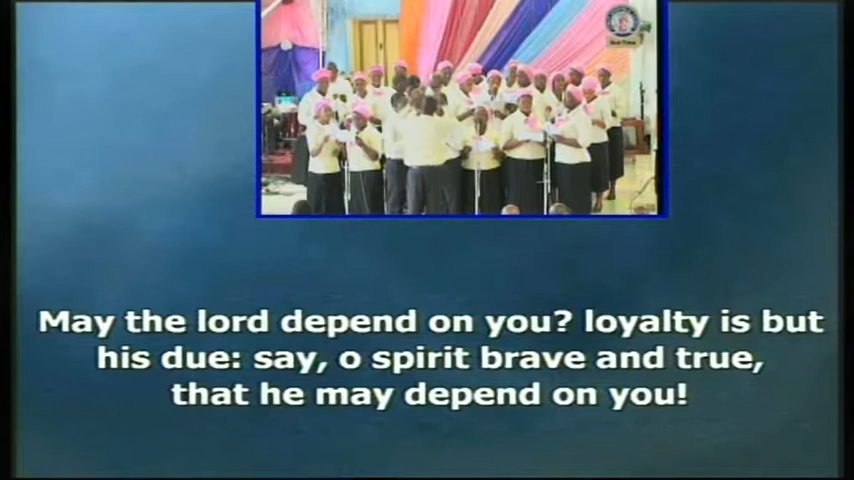 May the lord depend on you? loyalty is but
his due: say, o spirit brave and true,
that he may depend on you!